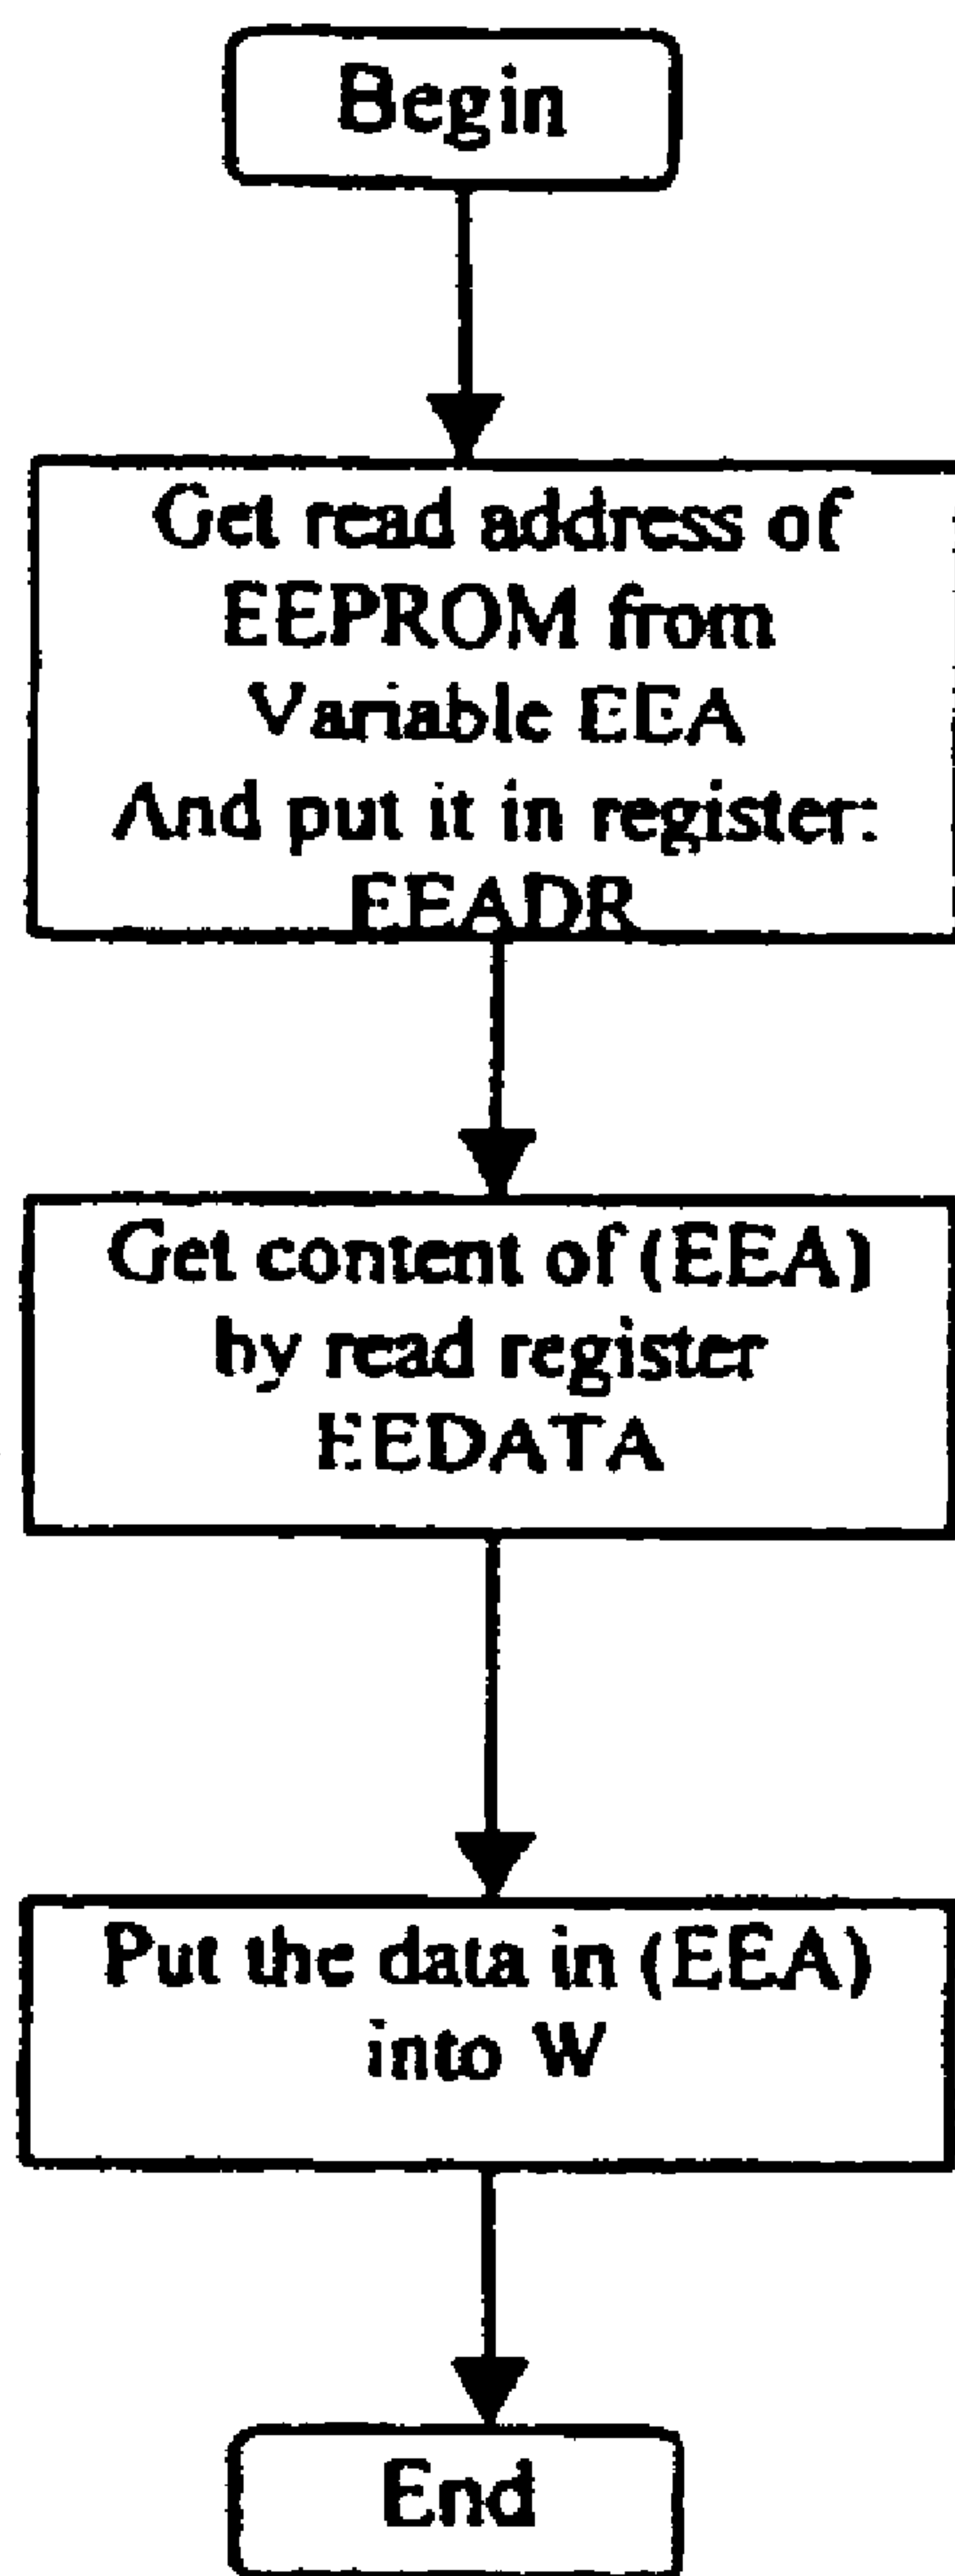 Begin
Get read address of
EEPROM from
Variable EEA
And put it in register:
EEADR
Get content of (EEA)
by read register
EEDATA
Put the data in (EEA)
into W
End